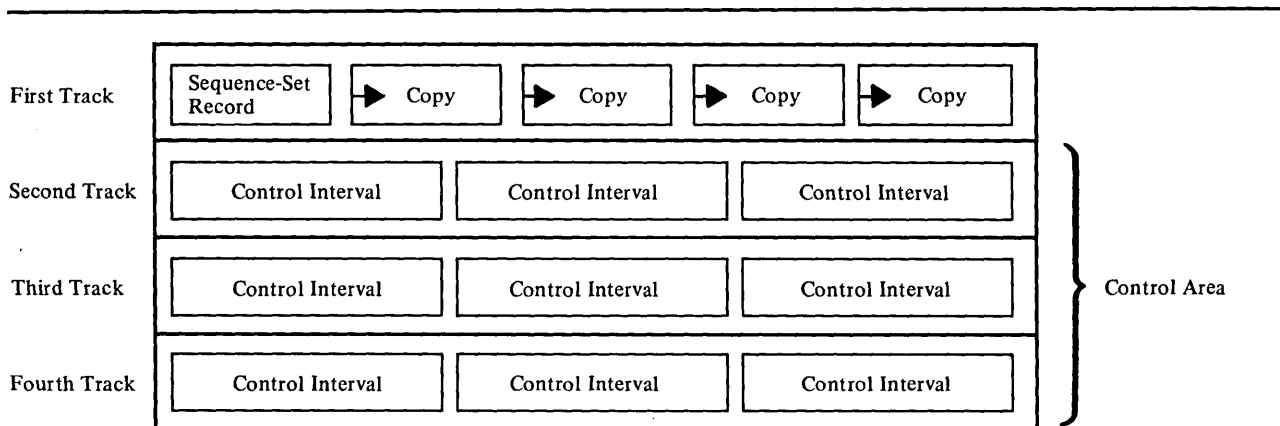 First Track
Sequence-Set
Record
Copy
Copy
Copy
Copy
Second Track
Control Interval
Control Interval
Control Interval
Third Track
Control Interval
Control Interval
Control Interval
Control Area
Fourth Track
Control Interval
Control Interval
Control Interval